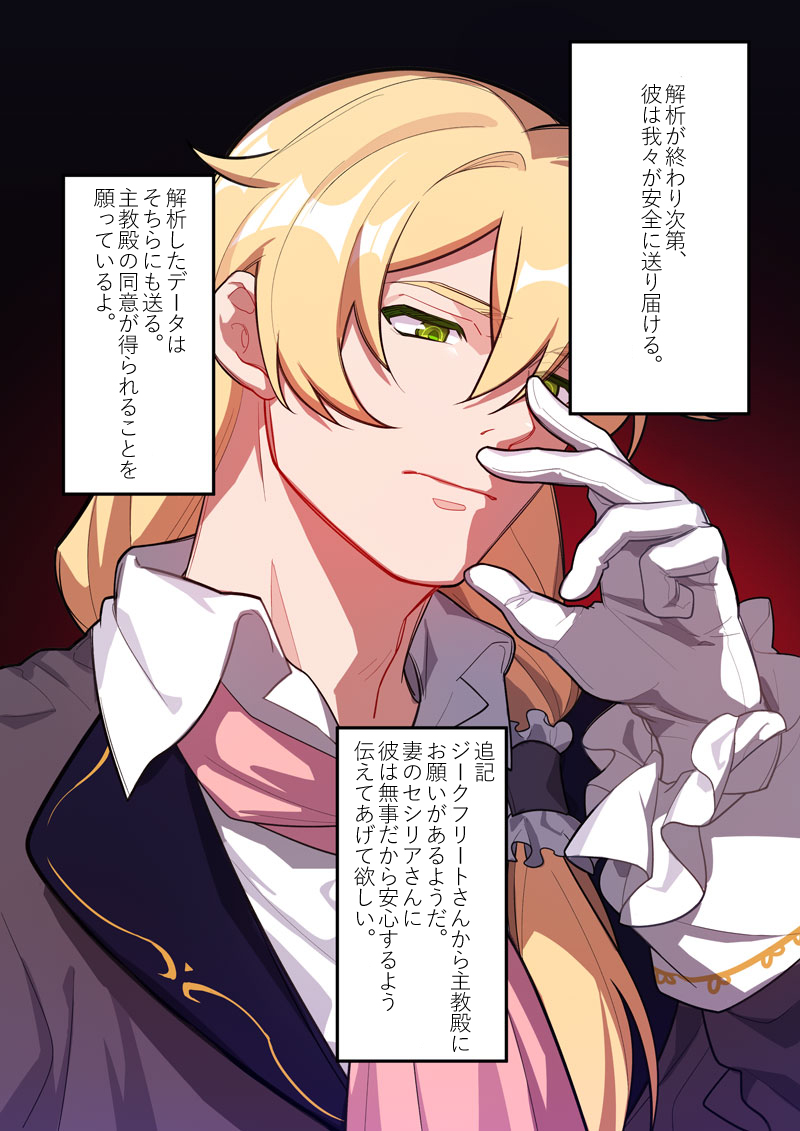 解析が終わり次第、
彼は我々が安全に送り届ける。
解析したデータは
そちらにも送る。
主教殿の同意が得られることを
願っているよ。
追記
ジークフリートさんから主教殿に
お願いがあるようだ。
妻のセシリアさんに
彼は無事だから安心するよう
伝えてあげて欲しい。